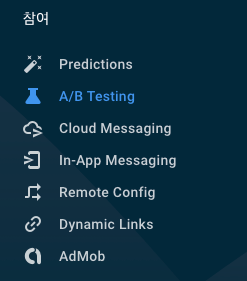 참여
Predictions
A/B Testing
Cloud Messaging
In-App Messaging
Remote Config
Dynamic Links
AdMob